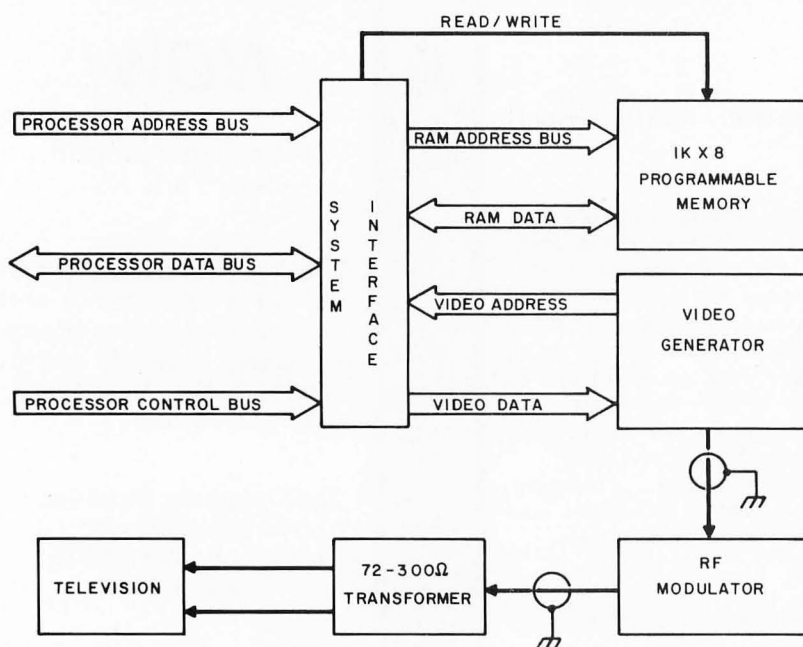 READ/WRITE
PROCESSOR ADDRESS BUS
RAM ADDRESS BUS
1K X 8
PROGRAMMABLE
MEMORY
SYSTEM
INTERFACE
RAM DATA
PROCESSOR DATA BUS
VIDEO ADDRESS
VIDEO
GENERATOR
PROCESSOR CONTROL BUS
VIDEO DATA
TELEVISION
72-300Ω
TRANSFORMER
RF
MODULATOR